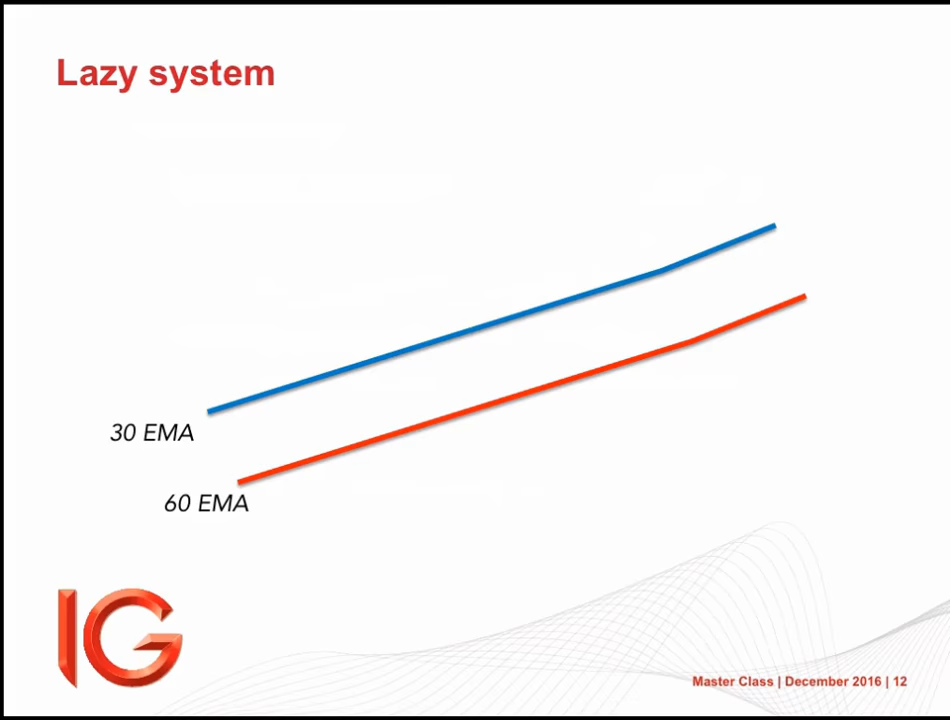 Lazy system
30 EMA
60 EMA
IG
Master Class | December 2016 | 12